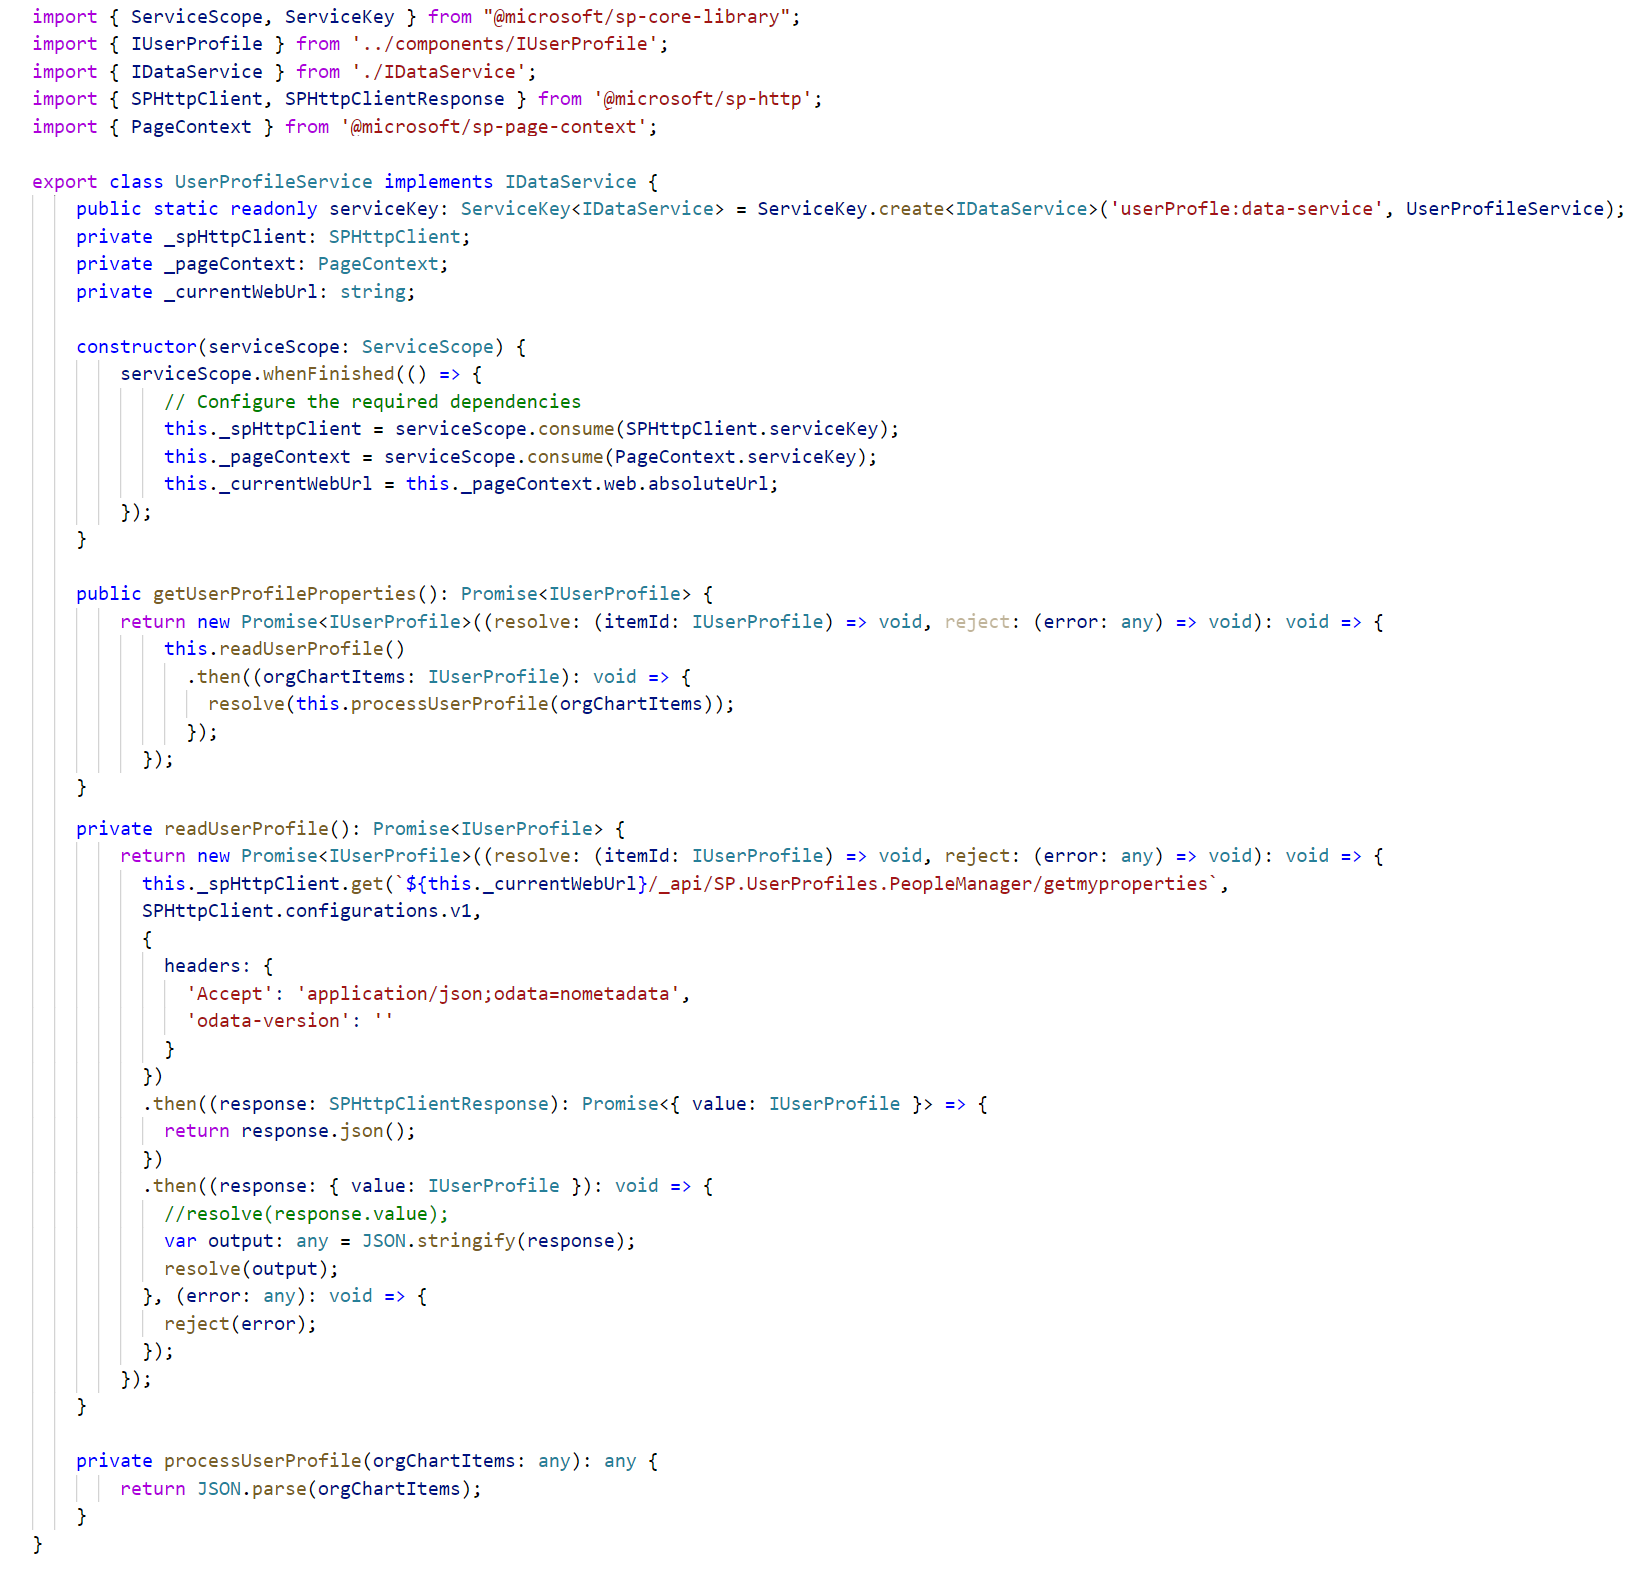 import { ServiceScope, ServiceKey } from "@microsoft/sp-core-library";
import { IUserProfile } from '../components/IUserProfile';
import { IDataService } from './IDataService';
import { SPHttpClient, SPHttpClientResponse } from '@microsoft/sp-http';
import { PageContext } from '@microsoft/sp-page-context';

export class UserProfileService implements IDataService {
    public static readonly serviceKey: ServiceKey<IDataService> = ServiceKey.create<IDataService>('userProfle:data-service', UserProfileService);
    private _spHttpClient: SPHttpClient;
    private _pageContext: PageContext;
    private _currentWebUrl: string;

    constructor(serviceScope: ServiceScope) {
        serviceScope.whenFinished(() => {
            // Configure the required dependencies
            this._spHttpClient = serviceScope.consume(SPHttpClient.serviceKey);
            this._pageContext = serviceScope.consume(PageContext.serviceKey);
            this._currentWebUrl = this._pageContext.web.absoluteUrl;
        });
    }

    public getUserProfileProperties(): Promise<IUserProfile> {
        return new Promise<IUserProfile>((resolve: (itemId: IUserProfile) => void, reject: (error: any) => void): void => {
            this.readUserProfile()
              .then((orgChartItems: IUserProfile): void => {
                resolve(this.processUserProfile(orgChartItems));
              });
          });
    }

    private readUserProfile(): Promise<IUserProfile> {
        return new Promise<IUserProfile>((resolve: (itemId: IUserProfile) => void, reject: (error: any) => void): void => {
          this._spHttpClient.get(`${this._currentWebUrl}/_api/SP.UserProfiles.PeopleManager/getmyproperties`,
          SPHttpClient.configurations.v1,
          {
            headers: {
              'Accept': 'application/json;odata=nometadata',
              'odata-version': ''
            }
          })
          .then((response: SPHttpClientResponse): Promise<{ value: IUserProfile }> => {
            return response.json();
          })
          .then((response: { value: IUserProfile }): void => {
            //resolve(response.value);
            var output: any = JSON.stringify(response);
            resolve(output);
          }, (error: any): void => {
            reject(error);
          });
        });
    }

    private processUserProfile(orgChartItems: any): any {
        return JSON.parse(orgChartItems);
    }
}